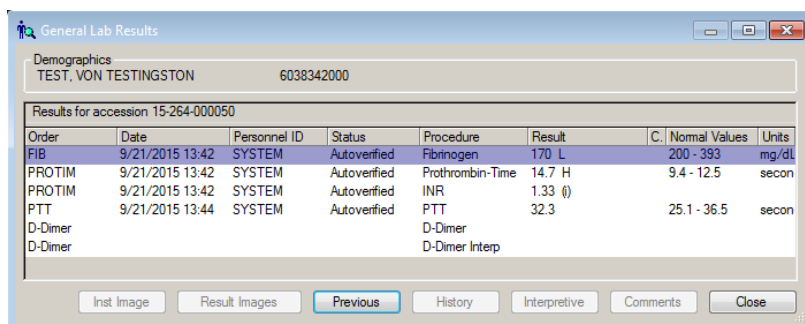 General Lab Results
Demographics
TEST, VON TESTINGSTON 6038342000
Results for accession 15-264-000050
Order Date Personnel ID Status Procedure Result C. Normal Values Units
FIB 9/21/2015 13:42 SYSTEM Autoverified Fibrinogen 170 L 200 - 393 mg/dL
PROTIM 9/21/2015 13:42 SYSTEM Autoverified Prothrombin-Time 14.7 H 9.4 - 12.5 secon
PROTIM 9/21/2015 13:42 SYSTEM Autoverified INR 1.33 (i)
PTT 9/21/2015 13:44 SYSTEM Autoverified PTT 32.3 25.1 - 36.5 secon
D-Dimer D-Dimer
D-Dimer D-Dimer Interp
Inst Image Result Images Previous History Interpretive Comments Close